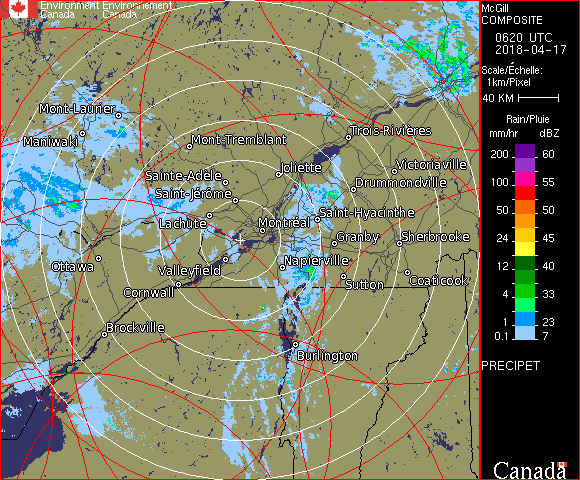 Environment Environnement
Canada Canada
McGill
COMPOSITE
0620 UTC
2018-04-17
Scale/Échelle:
1km/Pixel
40 KM
Rain/Pluie
mm/hr dBZ
200 60
100 55
50 50
24 45
12 40
4 33
1 23
0.1 7
PRECIPET
Canada
Mont-Laurier
Maniwaki
Mont-Tremblant
Trois-Rivières
Joliette
Victoriaville
Sainte-Adèle
Drummondville
Saint-Jérôme
Saint-Hyacinthe
Lachute
Montréal
Granby
Sherbrooke
Ottawa
Valleyfield
Napierville
Sutton
Coaticook
Cornwall
Brockville
Burlington